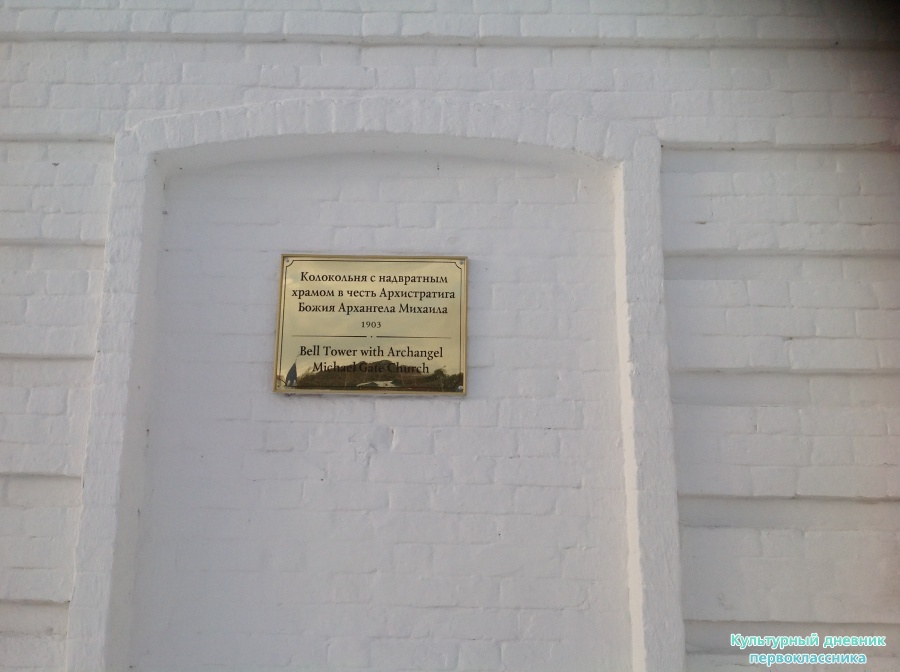 Колокольня с надвратным
храмом в честь Архистратига
Божия Архангела Михаила
1903
Bell Tower with Archangel
Michael Gate Church
Культурный дневник
первоклассника